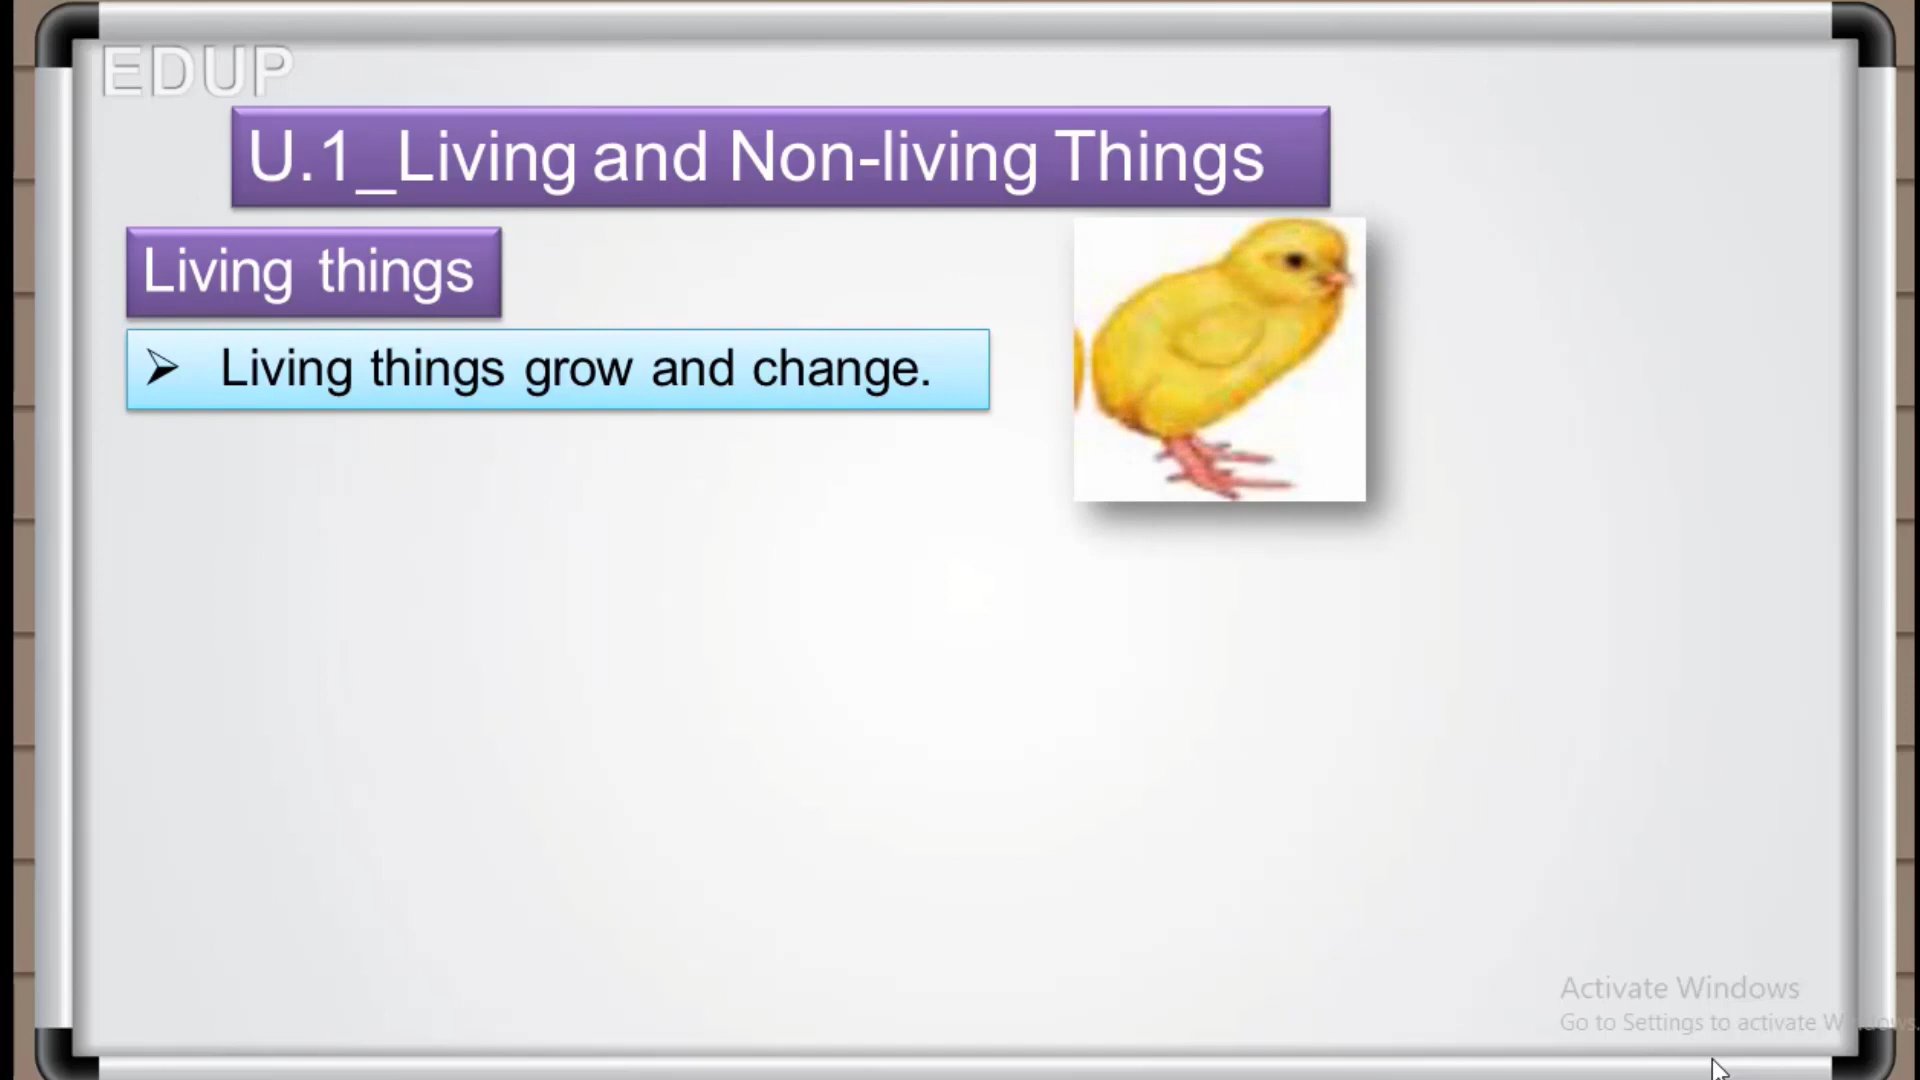 EDUP
U.1_Living and Non-living Things
Living things
➢ Living things grow and change.
Activate Windows
Go to Settings to activate Windows.